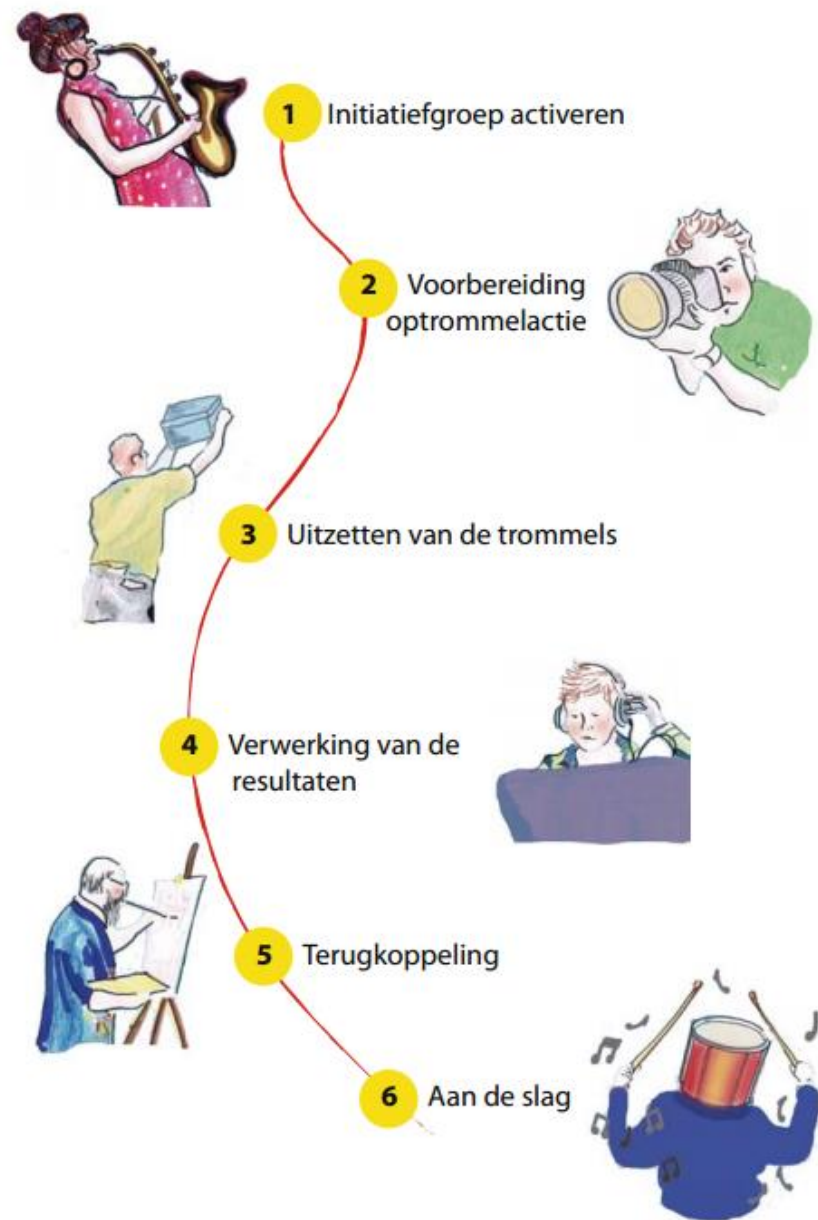 1 Initiatiefgroep activeren
2 Voorbereiding
optrommelactie
3 Uitzetten van de trommels
4 Verwerking van de
resultaten
5 Terugkoppeling
6 Aan de slag